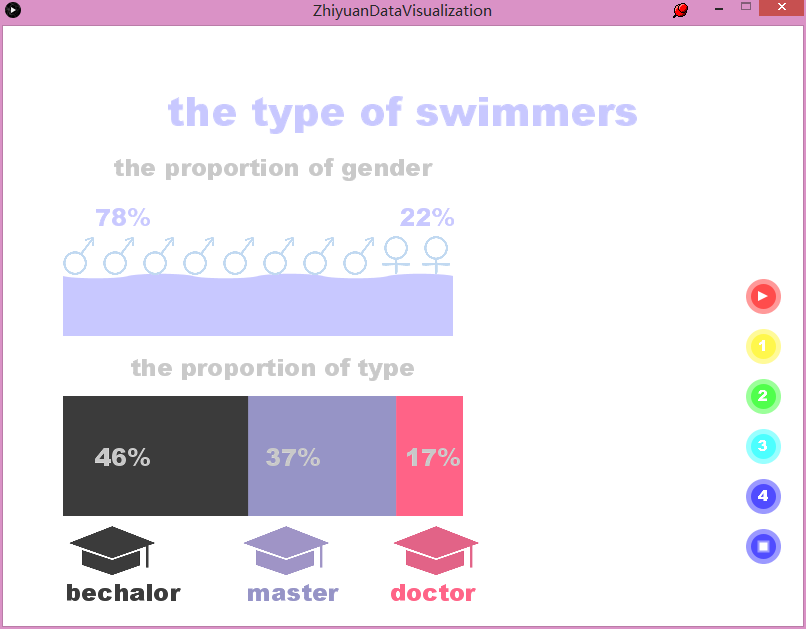 ZhiyuanDataVisualization
the type of swimmers
the proportion of gender
78% 22%
the proportion of type
46% 37% 17%
bechalor master doctor
1
2
3
4